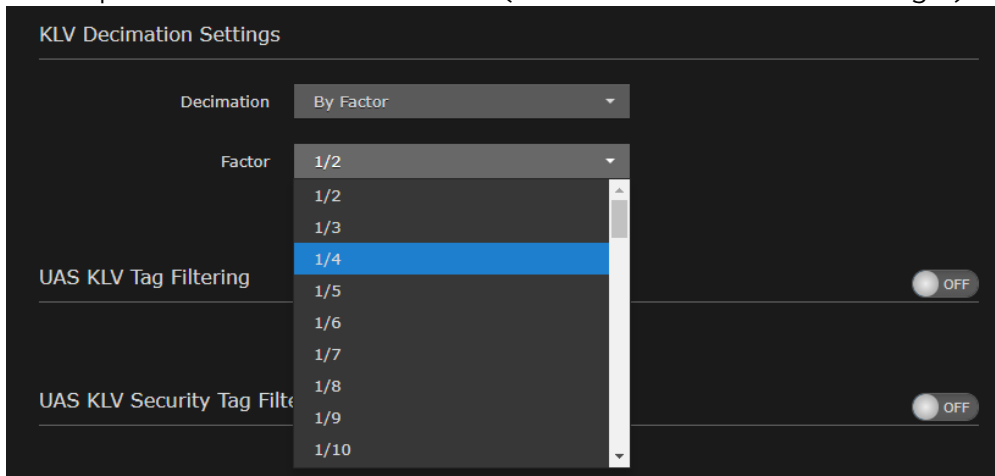 KLV Decimation Settings
Decimation By Factor
Factor 1/2
1/2
1/3
1/4
UAS KLV Tag Filtering OFF
1/5
1/6
1/7
1/8
UAS KLV Security Tag Filte OFF
1/9
1/10